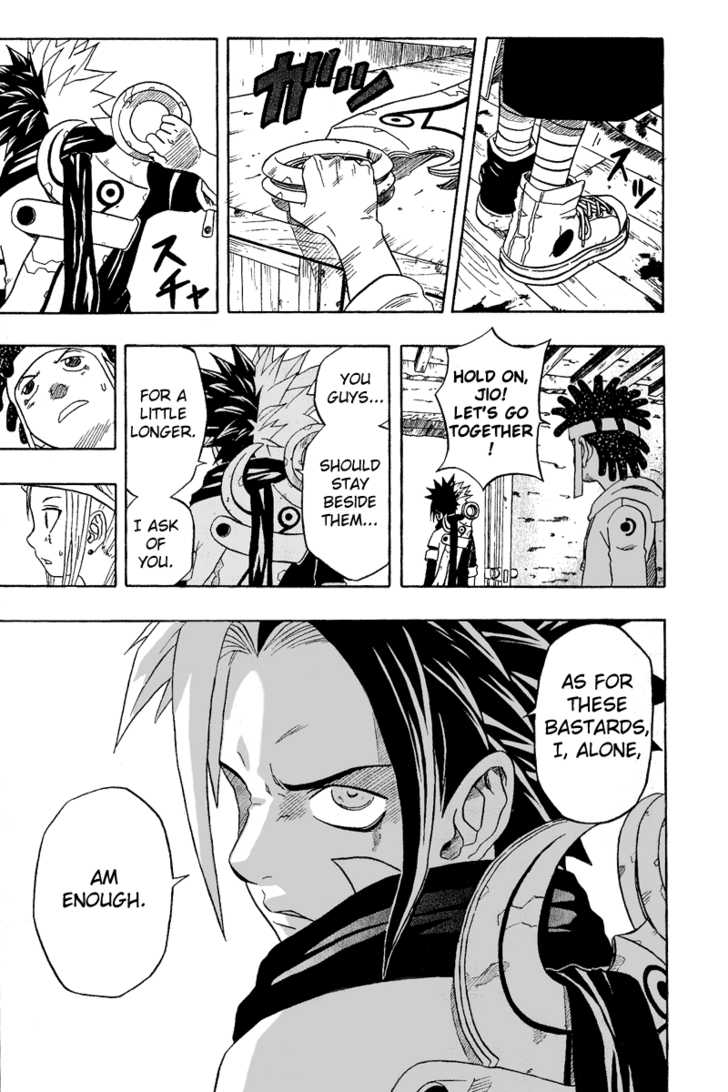 スッ
ガッ
スチャ
HOLD ON,
JIO!
LET'S GO
TOGETHER
!
YOU
GUYS...
SHOULD
STAY
BESIDE
THEM...
FOR A
LITTLE
LONGER.
I ASK
OF
YOU.
AS FOR
THESE
BASTARDS,
I, ALONE,
AM
ENOUGH.